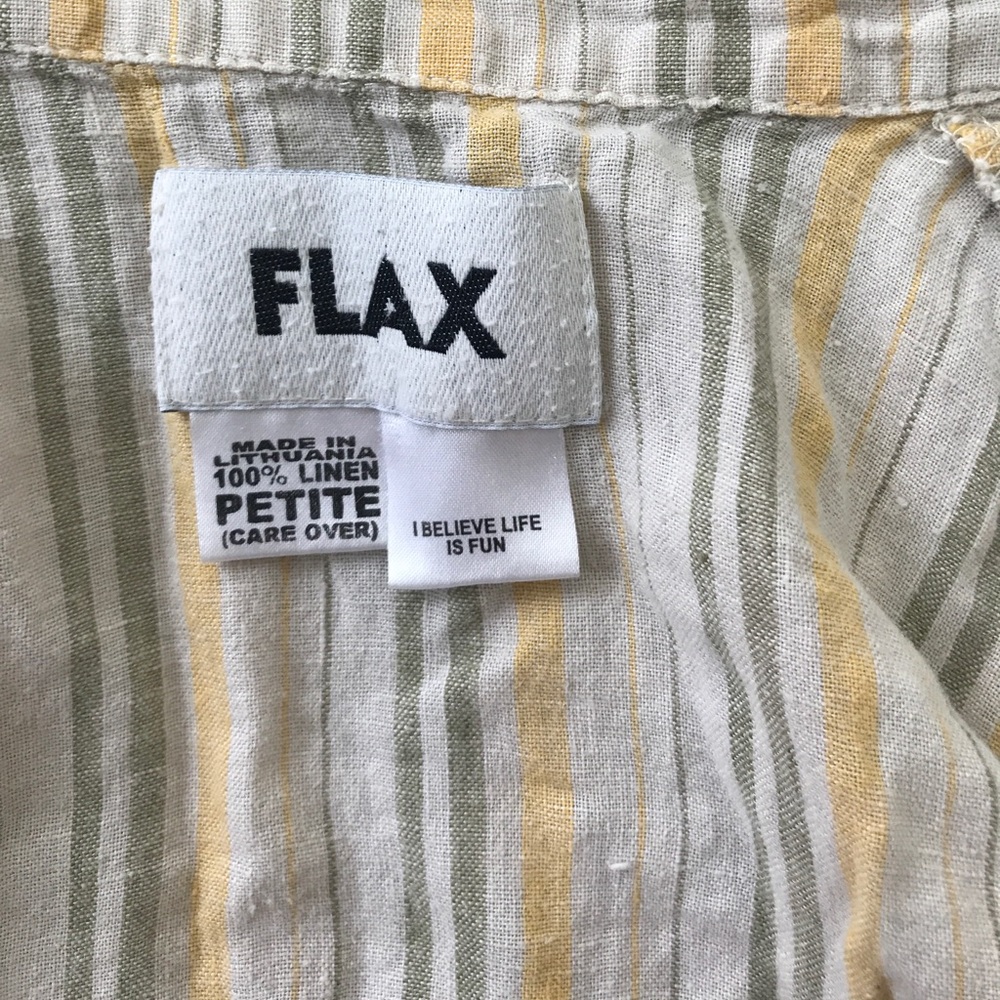 FLAX
MADE IN
LITHUANIA
100% LINEN
PETITE
(CARE OVER)
I BELIEVE LIFE
IS FUN